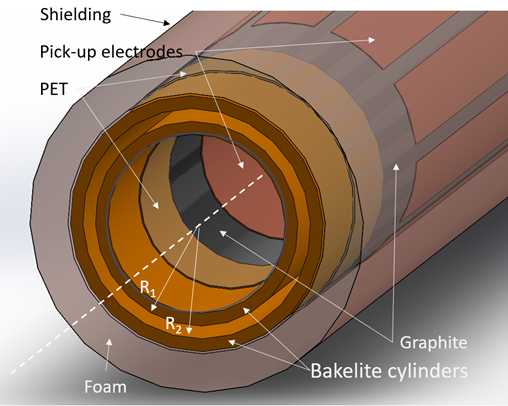 Shielding
Pick-up electrodes
PET
R1
R2
Graphite
Bakelite cylinders
Foam